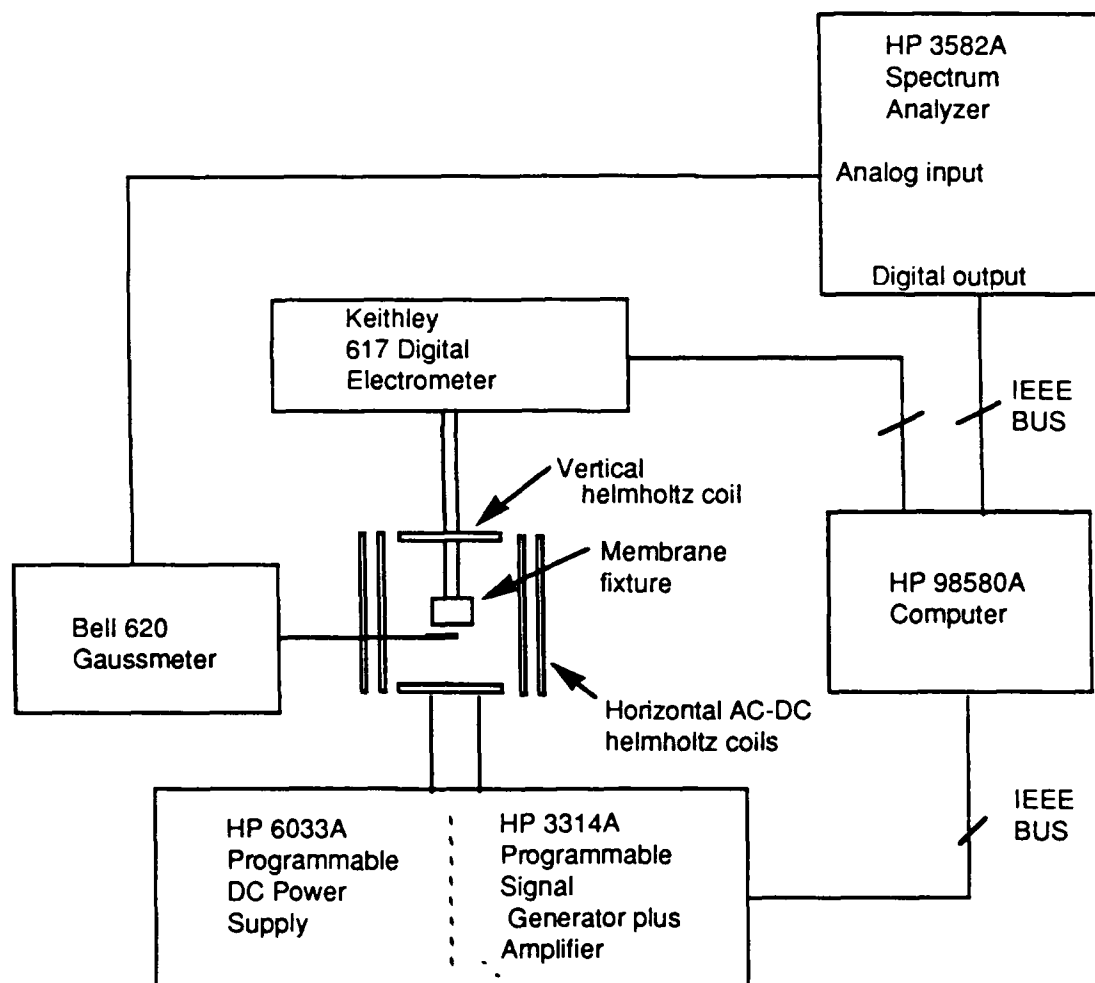 HP 3582A
Spectrum
Analyzer
Analog input
Digital output
Keithley
617 Digital
Electrometer
IEEE
BUS
Vertical
helmholtz coil
Membrane
fixture
Bell 620
Gaussmeter
HP 98580A
Computer
Horizontal AC-DC
helmholtz coils
HP 6033A
Programmable
DC Power
Supply
HP 3314A
Programmable
Signal
Generator plus
Amplifier
IEEE
BUS